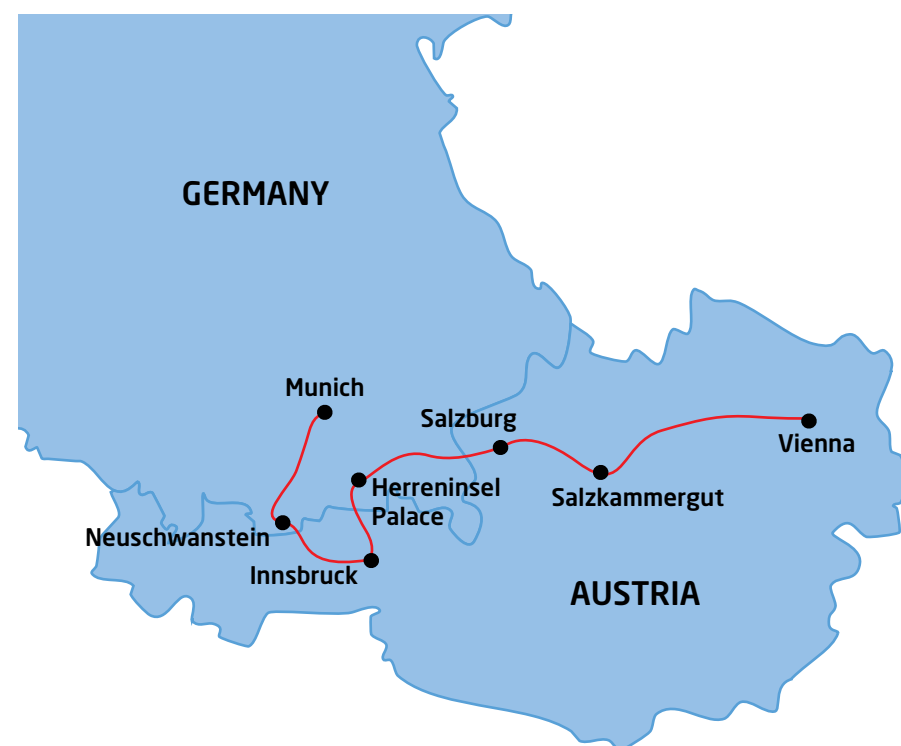 GERMANY
Munich
Salzburg
Vienna
Herreninsel
Palace
Salzkammergut
Neuschwanstein
Innsbruck
AUSTRIA